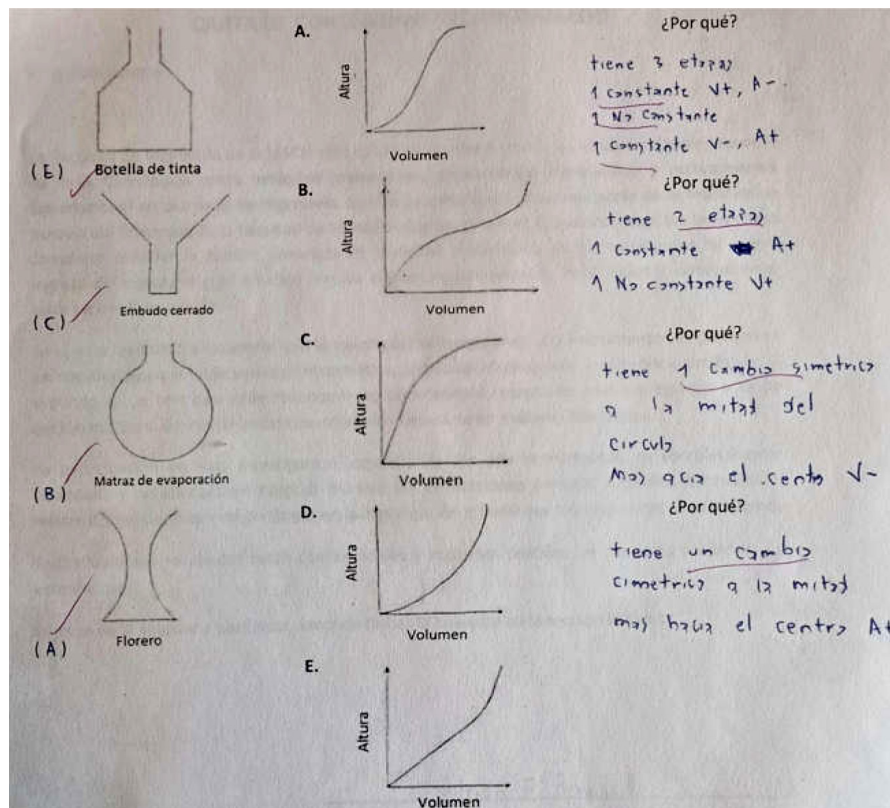 A.
Altura
Volumen
¿Por qué?
tiene 3 etapas
1 constante V+, A-
1 No constante
1 constante V-, A+
(E) Botella de tinta
B.
Altura
Volumen
¿Por qué?
tiene 2 etapas
1 constante A+
1 No constante V+
(C) Embudo cerrado
C.
Altura
Volumen
¿Por qué?
tiene 1 cambio simetrico
a la mitad del
circulo
mas acia el centro V-
(B) Matraz de evaporación
D.
Altura
Volumen
¿Por qué?
tiene un cambio
cimetrico a la mitad
mas hacia el centro A+
(A) Florero
E.
Altura
Volumen